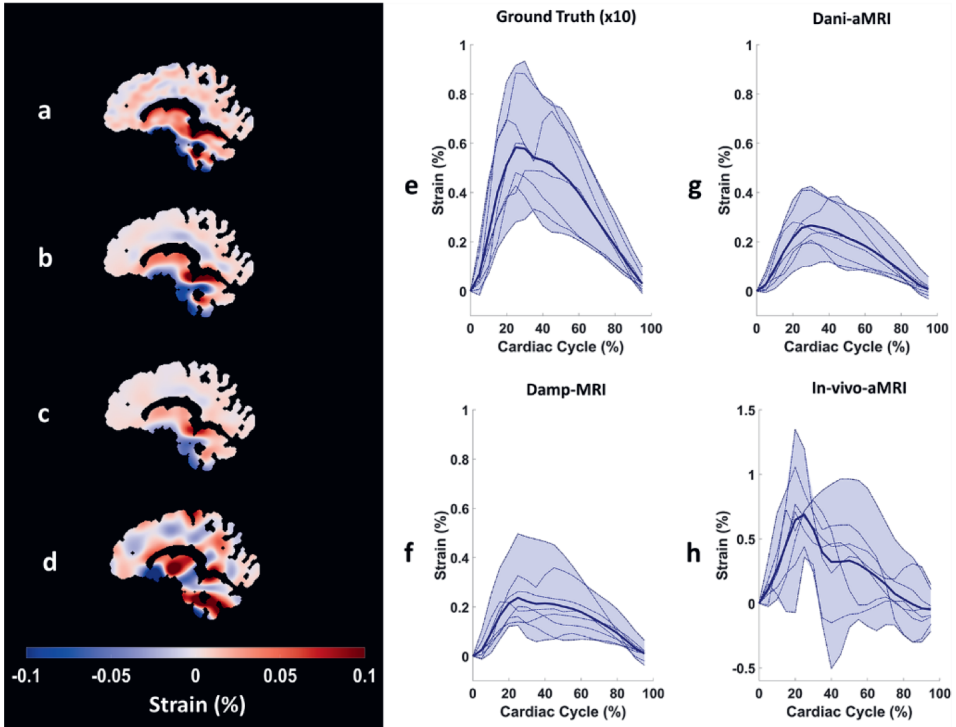 a
b
c
d
-0.1 -0.05 0 0.05 0.1
Strain (%)
Ground Truth (x10)
e
Strain (%)
1
0.8
0.6
0.4
0.2
0
0 20 40 60 80 100
Cardiac Cycle (%)
Dani-aMRI
g
Strain (%)
1
0.8
0.6
0.4
0.2
0
0 20 40 60 80 100
Cardiac Cycle (%)
Damp-MRI
f
Strain (%)
1
0.8
0.6
0.4
0.2
0
0 20 40 60 80 100
Cardiac Cycle (%)
In-vivo-aMRI
h
Strain (%)
1.5
1
0.5
0
-0.5
0 20 40 60 80 100
Cardiac Cycle (%)